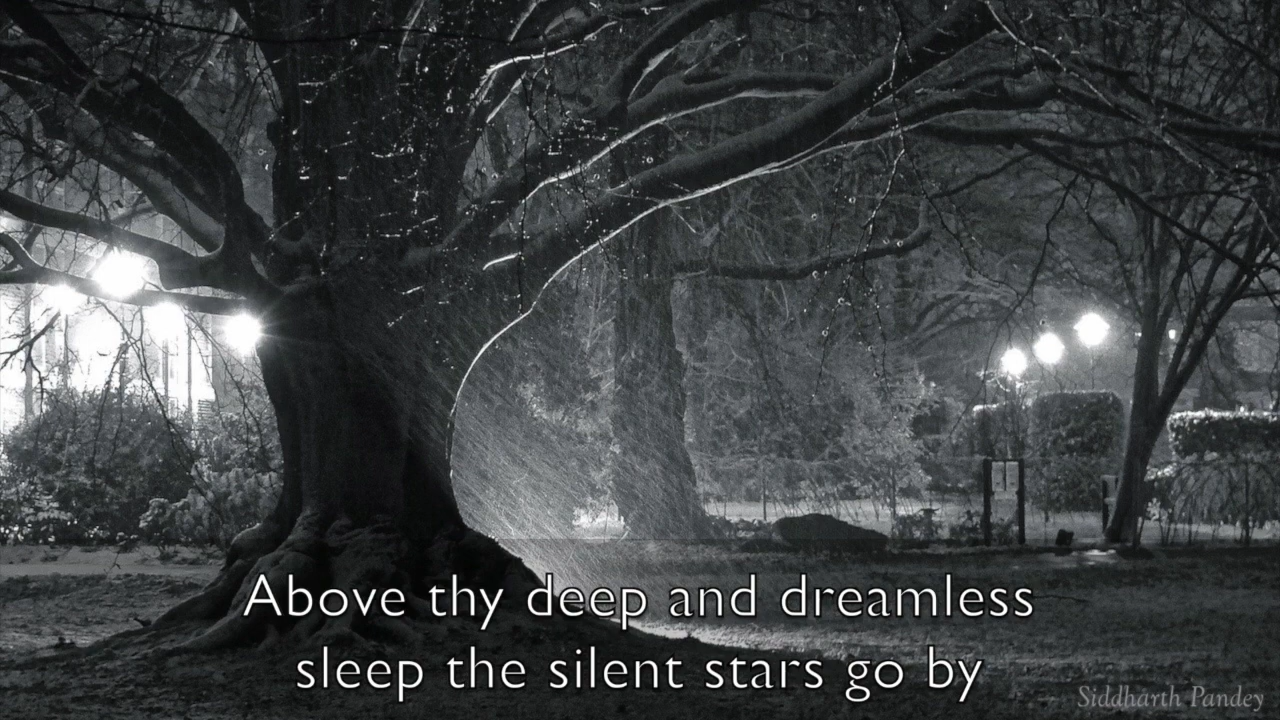 Above thy deep and dreamless
sleep the silent stars go by
Siddharth Pandey